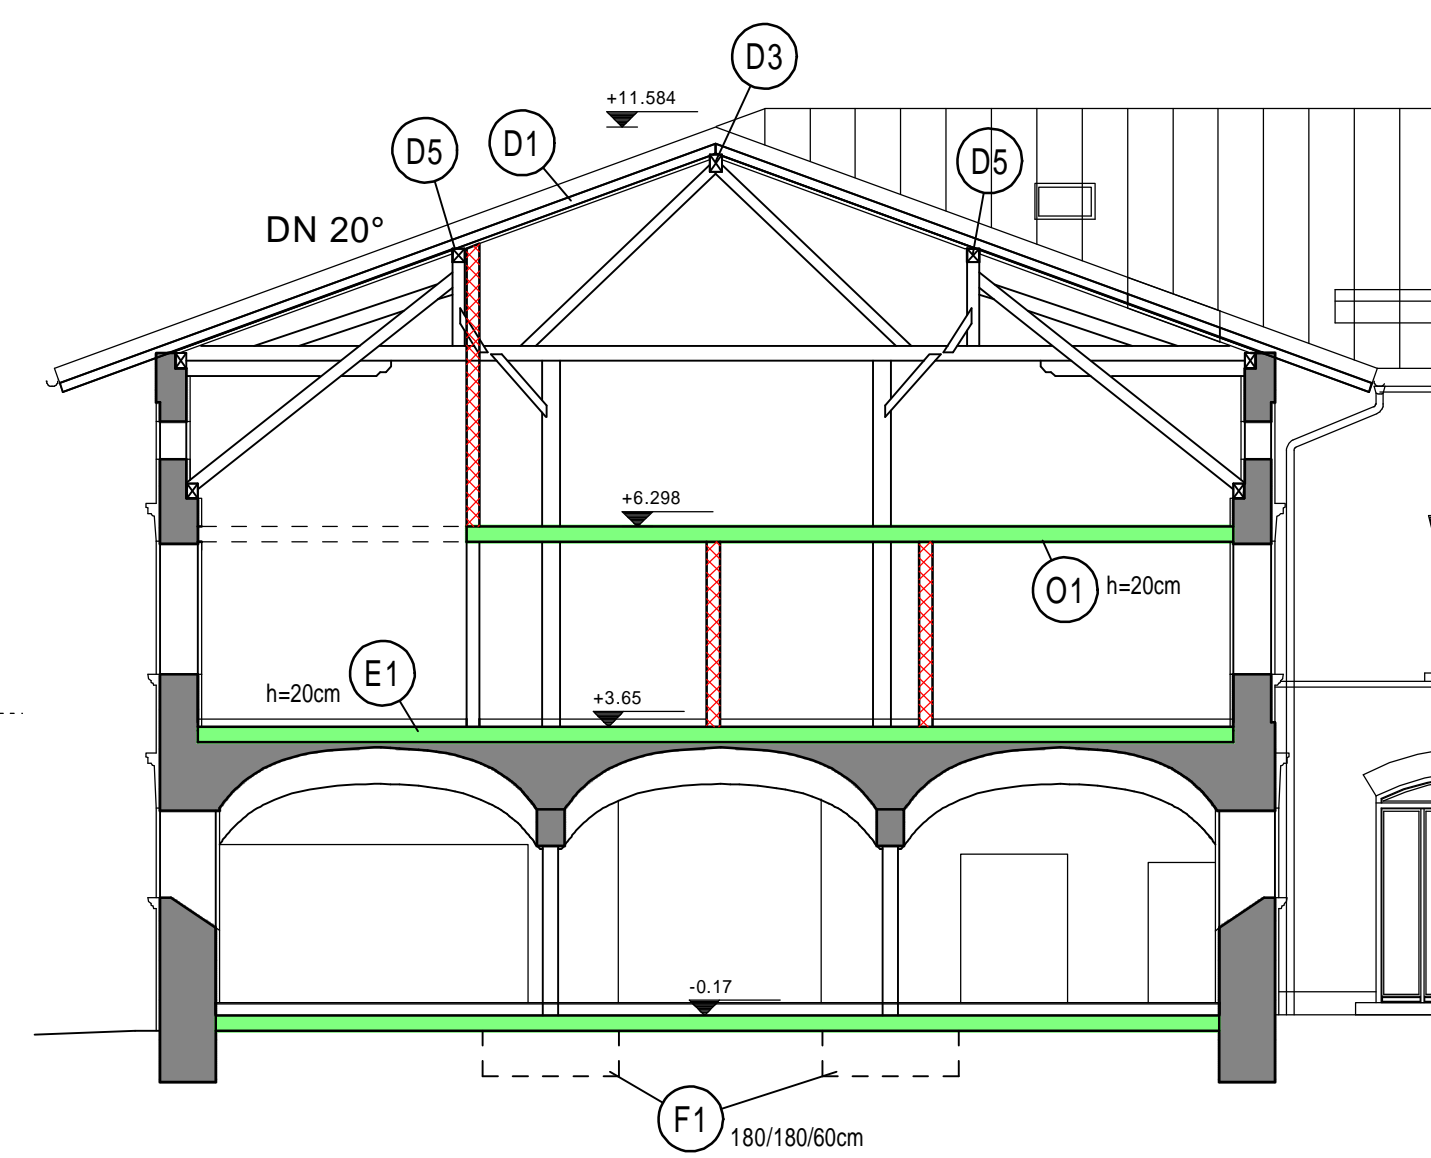 D3
+11.584
D5
D1
D5
DN 20°
+6.298
O1
h=20cm
E1
h=20cm
+3.65
-0.17
F1
180/180/60cm